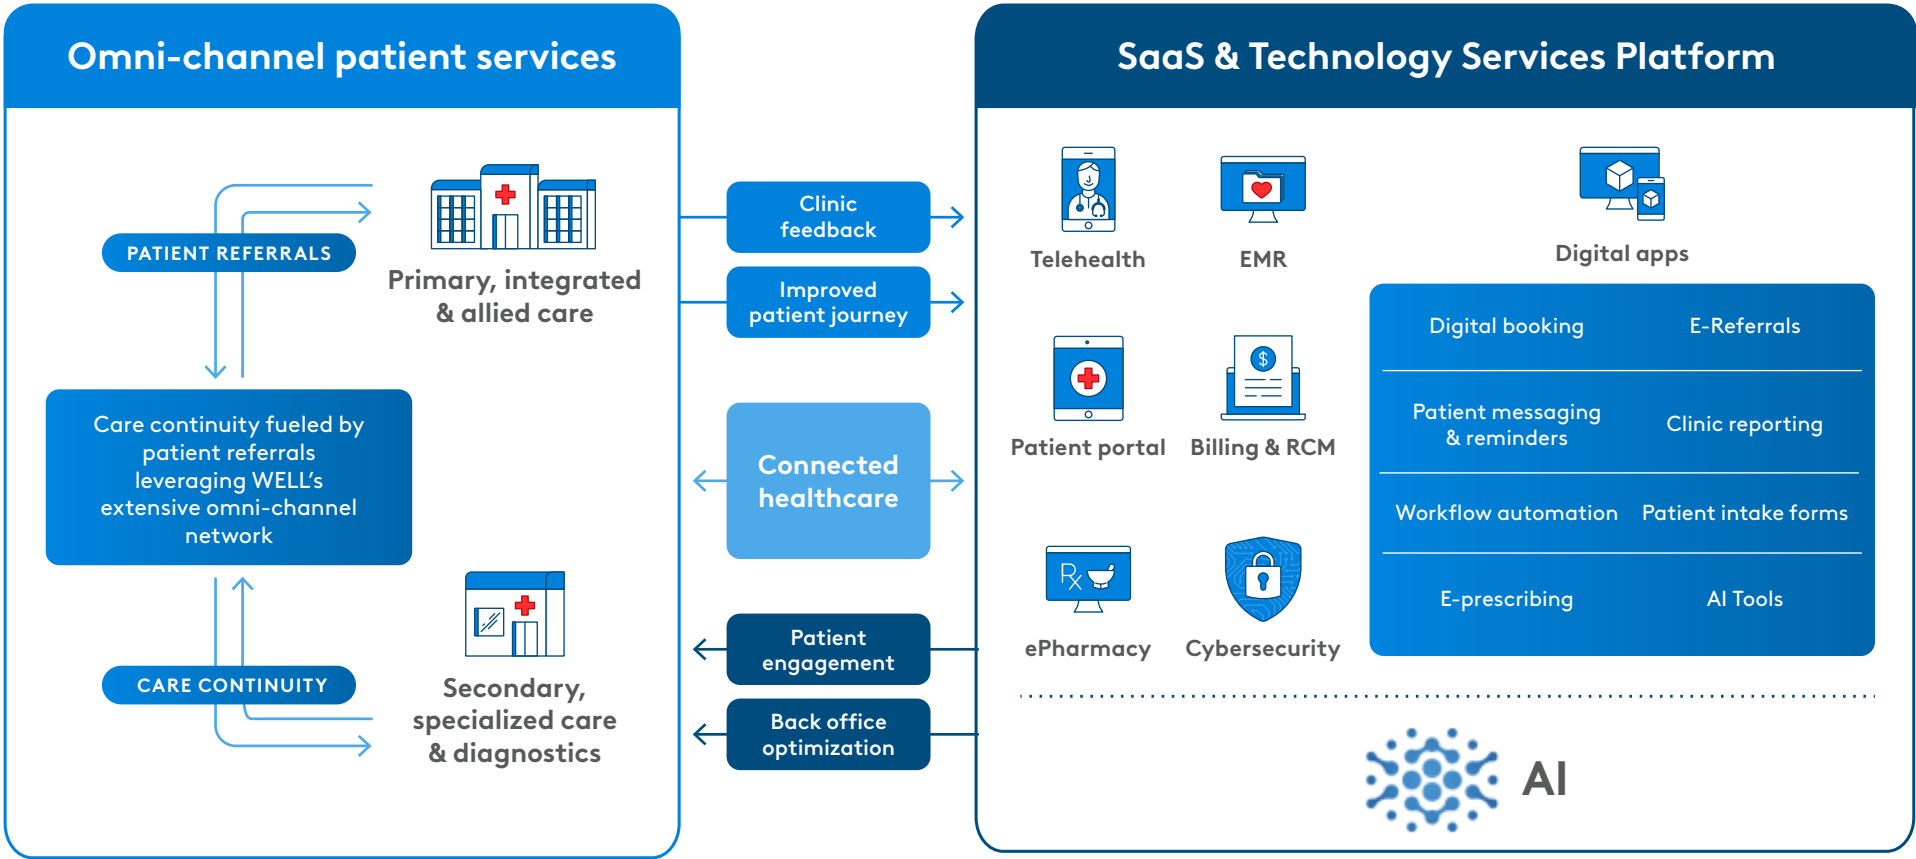 Omni-channel patient services
PATIENT REFERRALS
Primary, integrated
& allied care
Care continuity fueled by
patient referrals
leveraging WELL’s
extensive omni-channel
network
CARE CONTINUITY
Secondary,
specialized care
& diagnostics
Clinic
feedback
Improved
patient journey
Connected
healthcare
Patient
engagement
Back office
optimization
SaaS & Technology Services Platform
Telehealth
EMR
Digital apps
Patient portal
$
Billing & RCM
Rx
ePharmacy
Cybersecurity
Digital booking
E-Referrals
Patient messaging
& reminders
Clinic reporting
Workflow automation
Patient intake forms
E-prescribing
AI Tools
AI